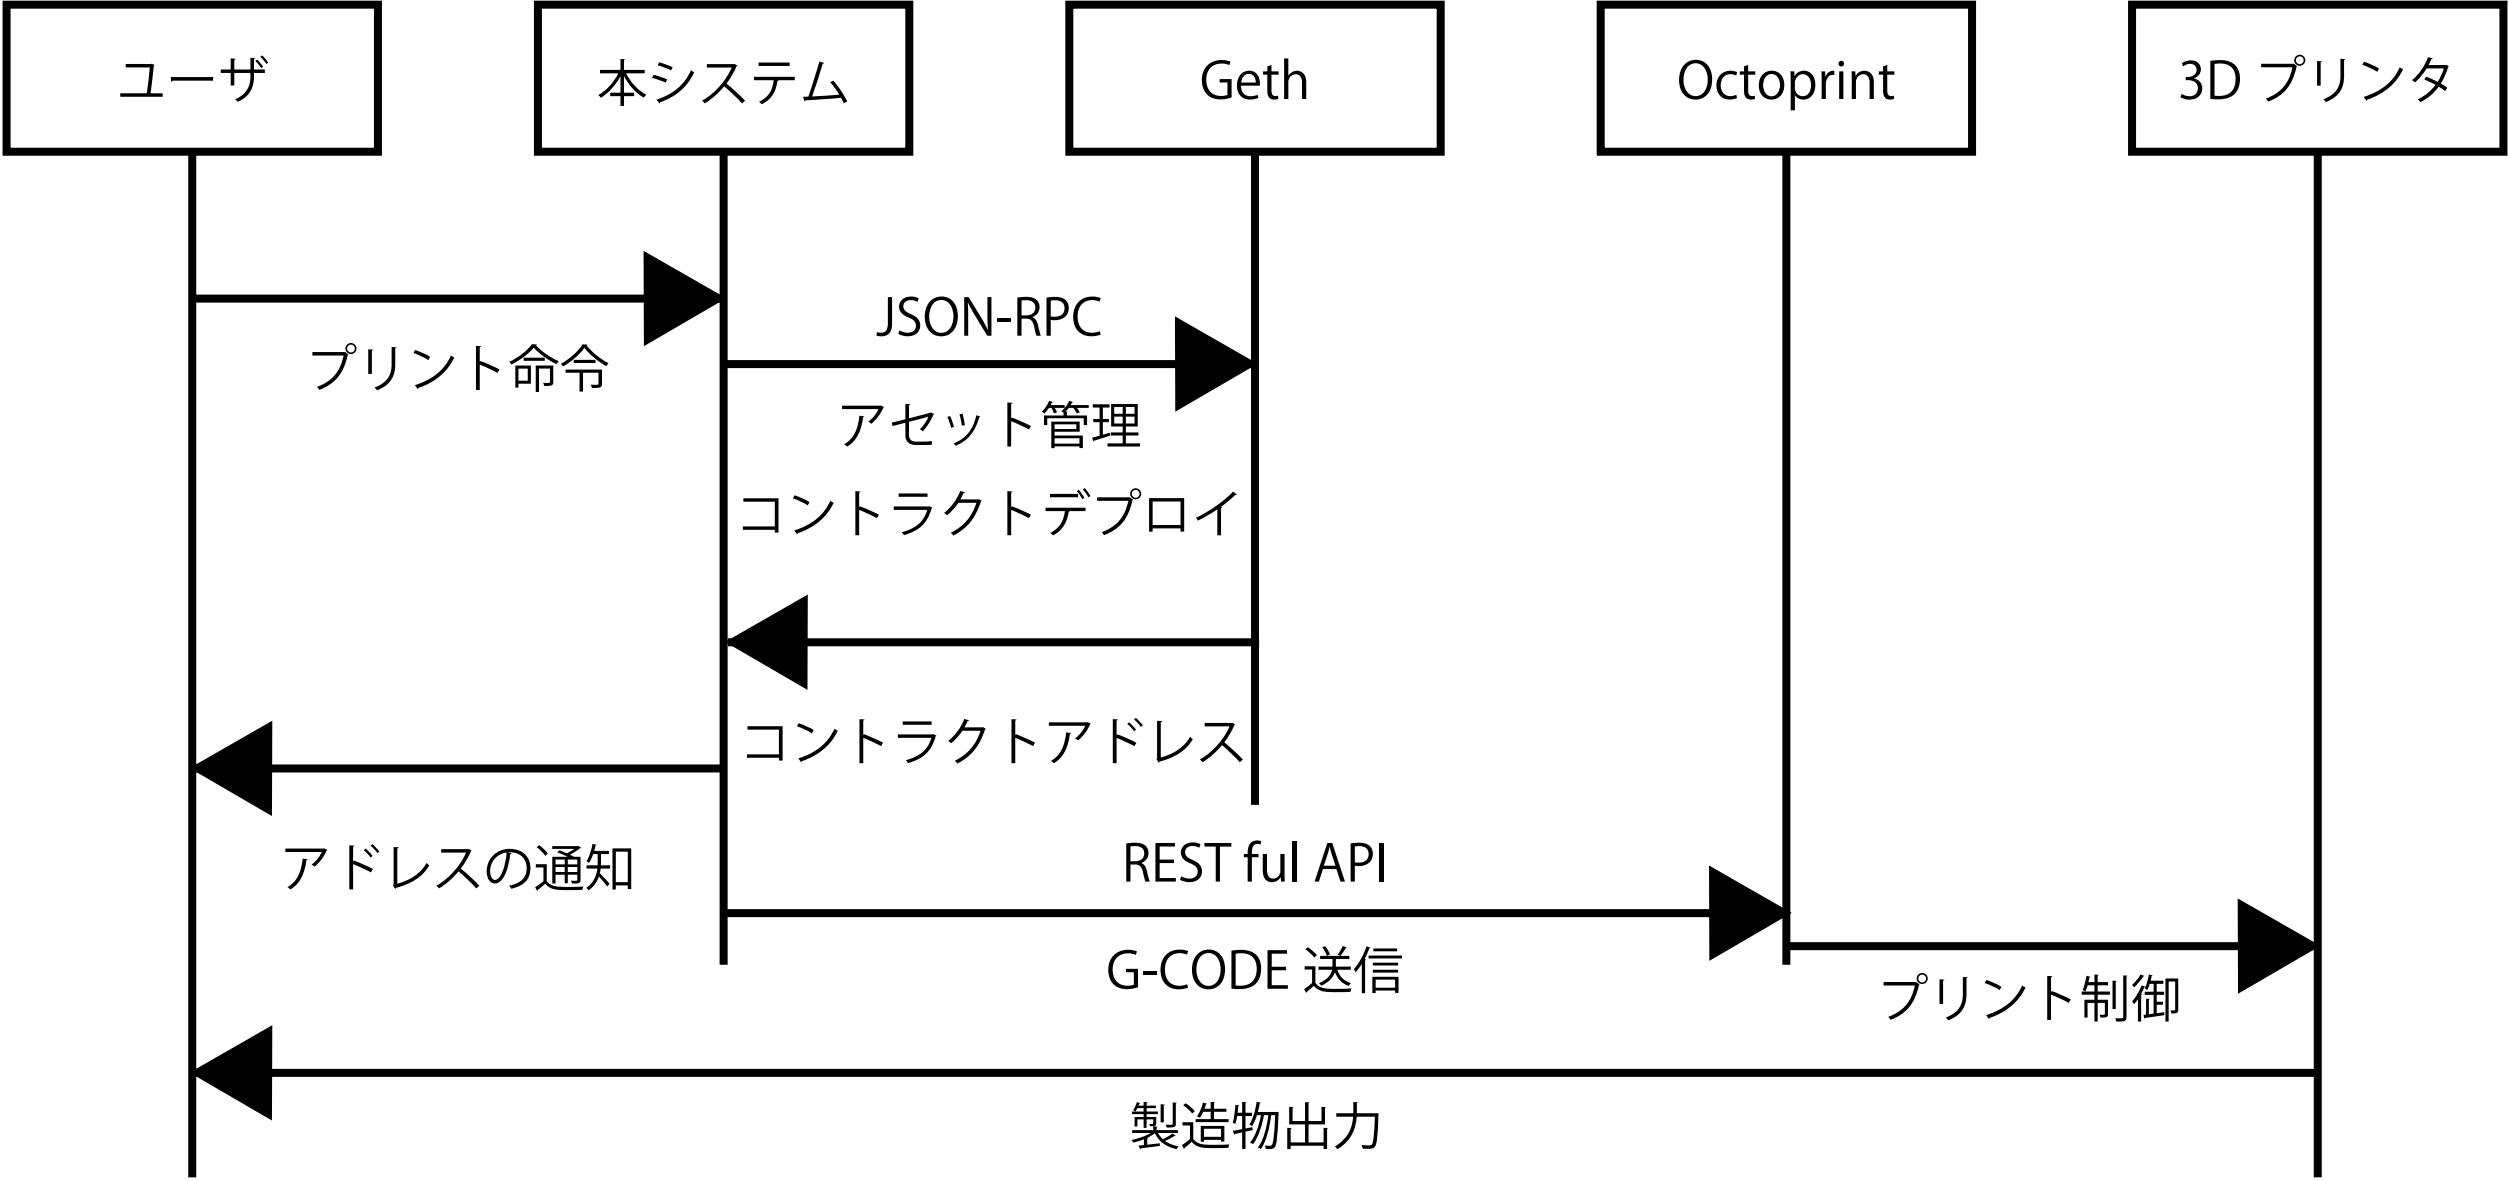 ユーザ
本システム
Geth
Octoprint
3D プリンタ
プリント命令
JSON-RPC
アセット管理
コントラクトデプロイ
コントラクトアドレス
アドレスの通知
REST ful API
G-CODE 送信
プリント制御
製造物出力